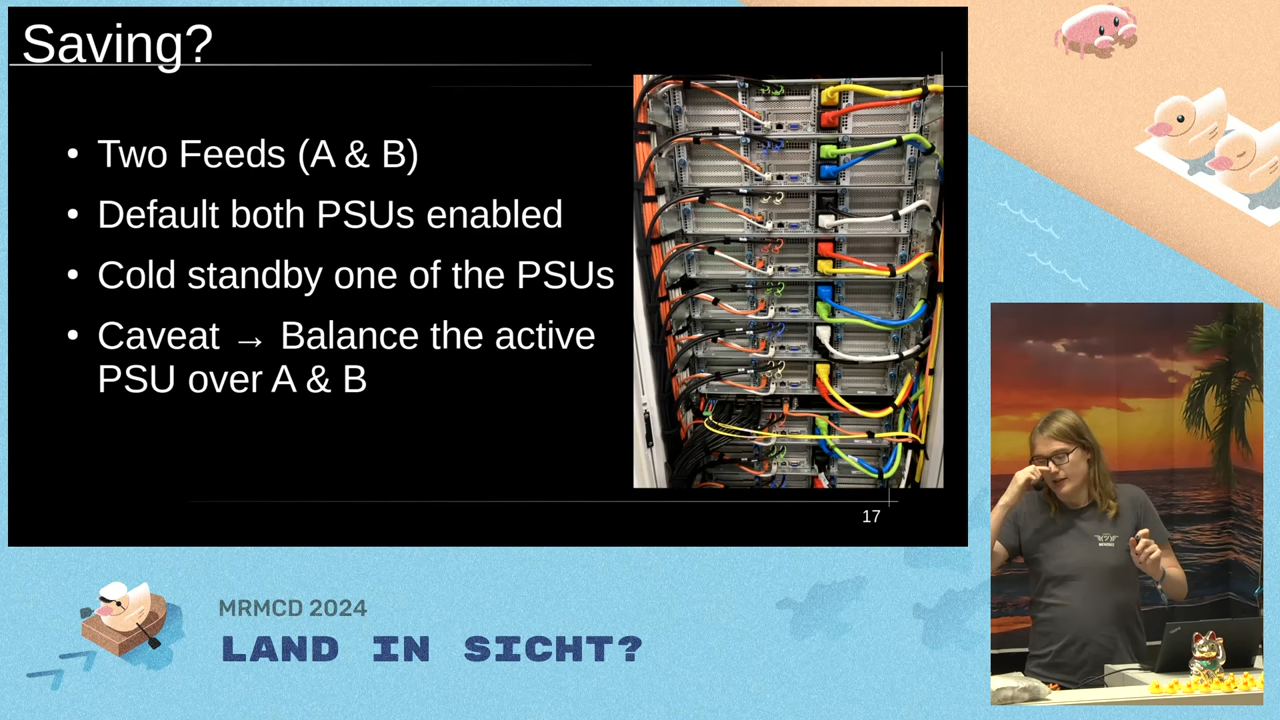 Saving?
• Two Feeds (A & B)
• Default both PSUs enabled
• Cold standby one of the PSUs
• Caveat → Balance the active
PSU over A & B
17
MRMCD 2024
LAND IN SICHT?